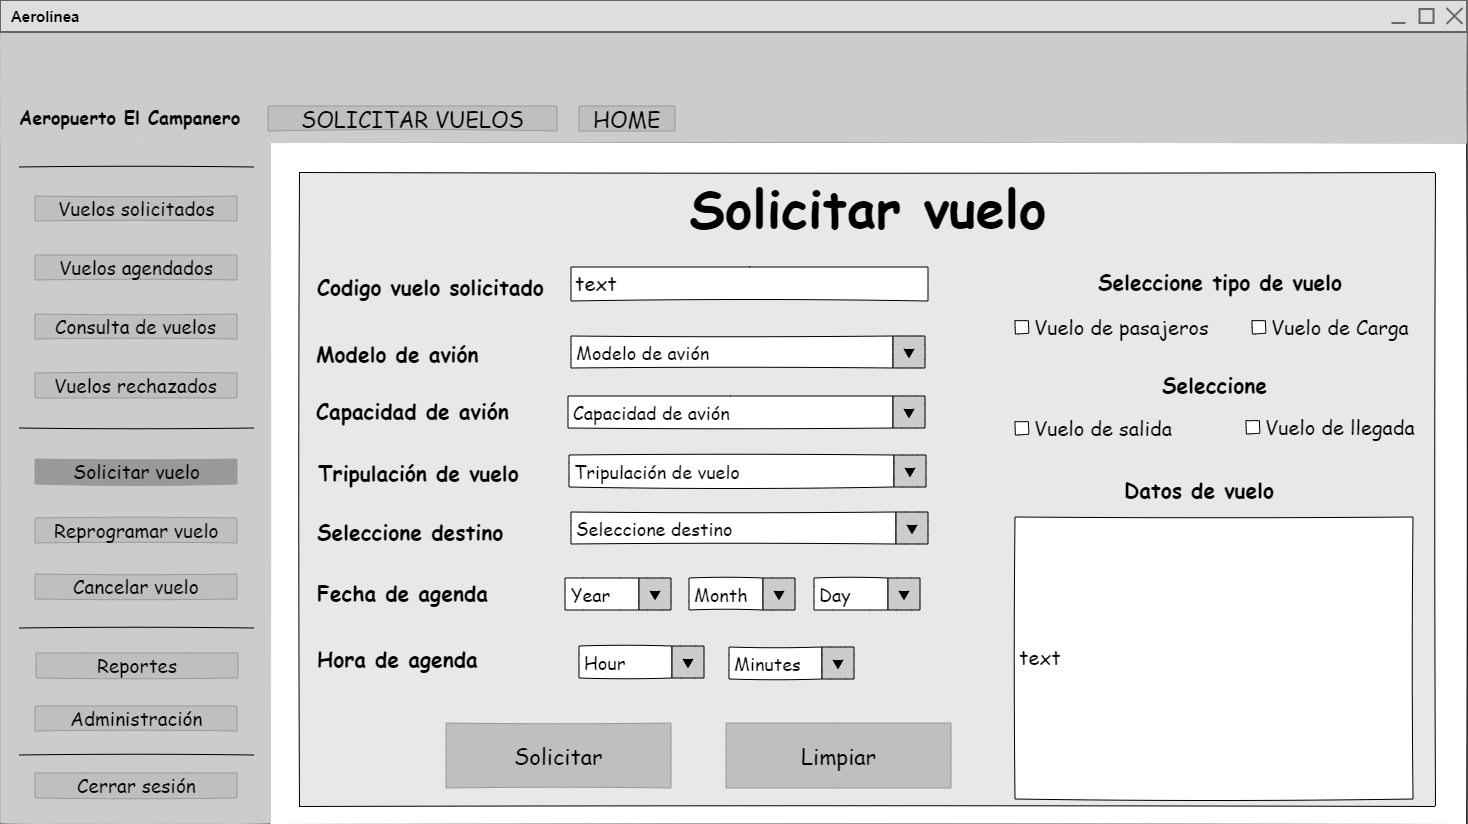 Aerolínea
Aeropuerto El Campanero
SOLICITAR VUELOS
HOME
Vuelos solicitados
Vuelos agendados
Consulta de vuelos
Vuelos rechazados
Solicitar vuelo
Reprogramar vuelo
Cancelar vuelo
Reportes
Administración
Cerrar sesión
Solicitar vuelo
Codigo vuelo solicitado
text
Modelo de avión
Modelo de avión
Capacidad de avión
Capacidad de avión
Tripulación de vuelo
Tripulación de vuelo
Seleccione destino
Seleccione destino
Fecha de agenda
Year
Month
Day
Hora de agenda
Hour
Minutes
Solicitar
Limpiar
Seleccione tipo de vuelo
Vuelo de pasajeros
Vuelo de Carga
Seleccione
Vuelo de salida
Vuelo de llegada
Datos de vuelo
text